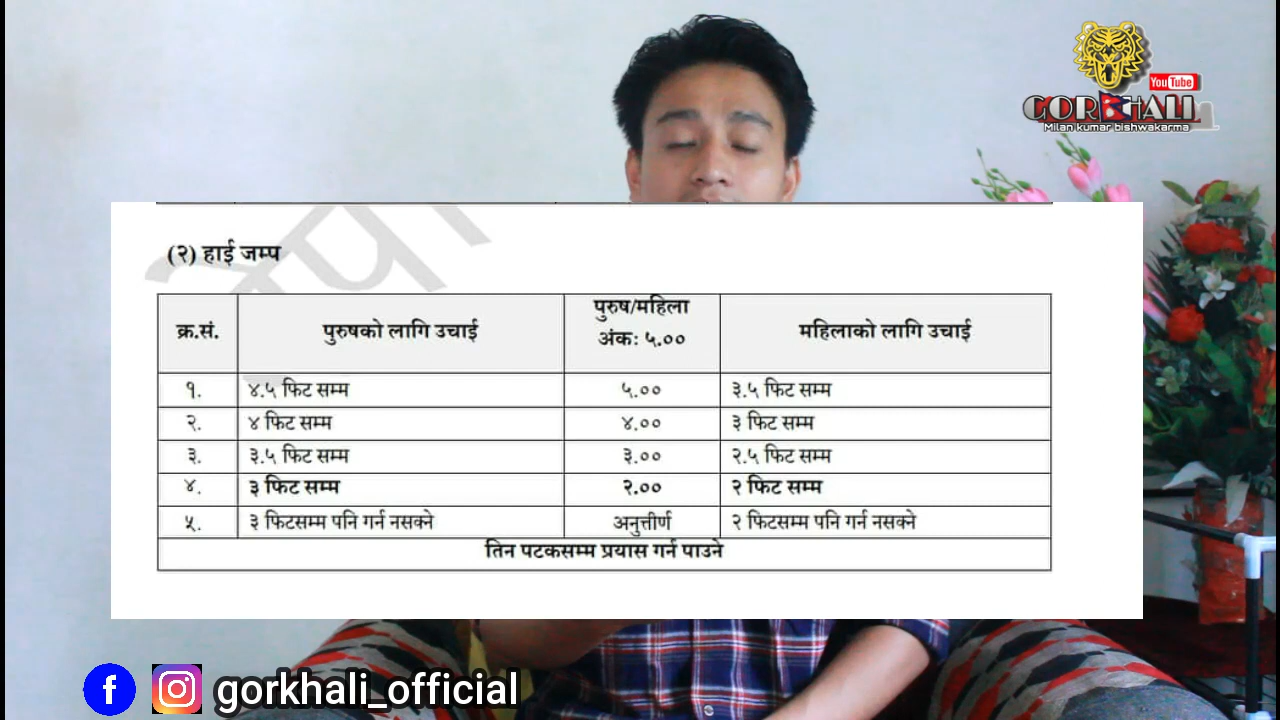 YouTube
GORKHALI
Milan kumar bishwakarma
(२) हाई जम्प
क्र.सं. पुरुषको लागि उचाई पुरुष/महिला अंक: ५.०० महिलाको लागि उचाई
१. ४.५ फिट सम्म ५.०० ३.५ फिट सम्म
२. ४ फिट सम्म ४.०० ३ फिट सम्म
३. ३.५ फिट सम्म ३.०० २.५ फिट सम्म
४. ३ फिट सम्म २.०० २ फिट सम्म
५. ३ फिटसम्म पनि गर्न नसक्ने अनुत्तीर्ण २ फिटसम्म पनि गर्न नसक्ने
तिन पटकसम्म प्रयास गर्न पाउने
gorkhali_official